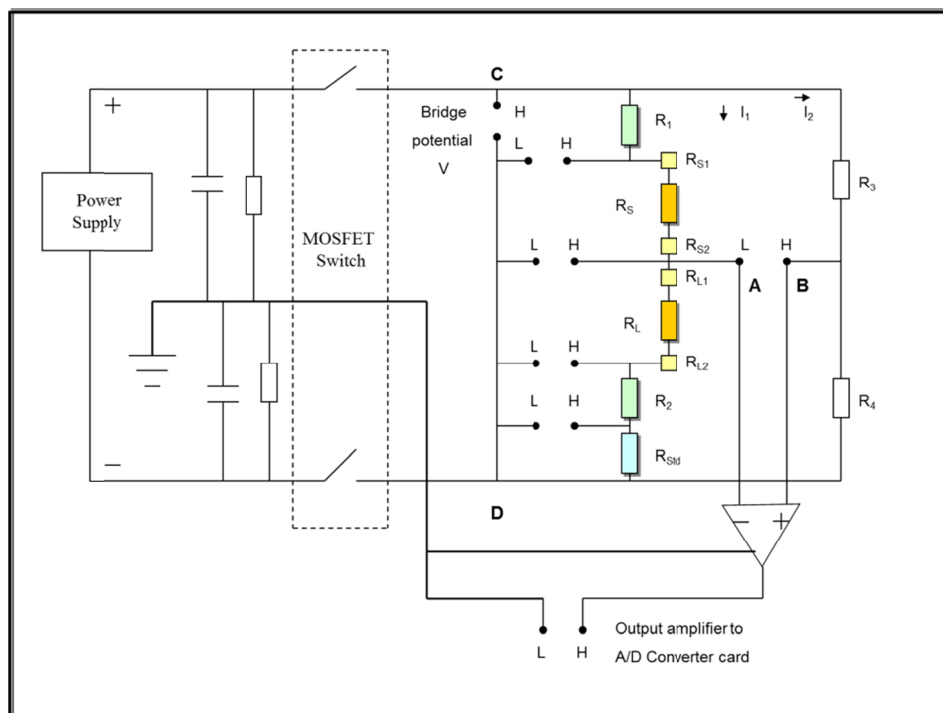 C
+
Bridge
potential
V
H
L
H
R1
I1
I2
RS1
RS
R3
Power
Supply
MOSFET
Switch
L
H
RS2
L
H
A
B
RL1
RL
L
H
RL2
L
H
R2
R4
−
RStd
D
−
+
L
H
Output amplifier to
A/D Converter card